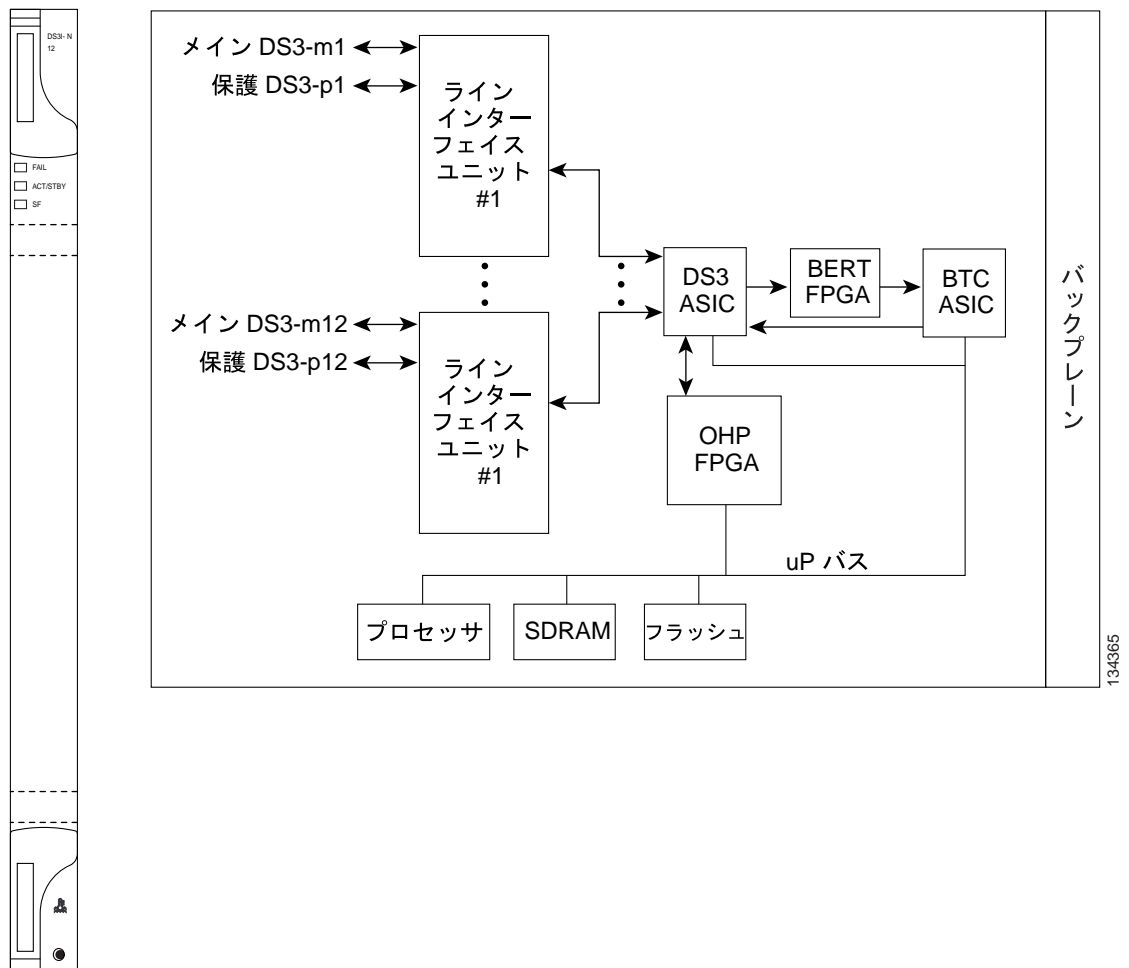 DS3I- N
12
FAIL
ACT/STBY
SF
メイン DS3-m1
保護 DS3-p1
ライン
インター
フェイス
ユニット
#1
メイン DS3-m12
保護 DS3-p12
ライン
インター
フェイス
ユニット
#1
DS3
ASIC
BERT
FPGA
BTC
ASIC
OHP
FPGA
uP バス
プロセッサ
SDRAM
フラッシュ
バックプレーン
134365